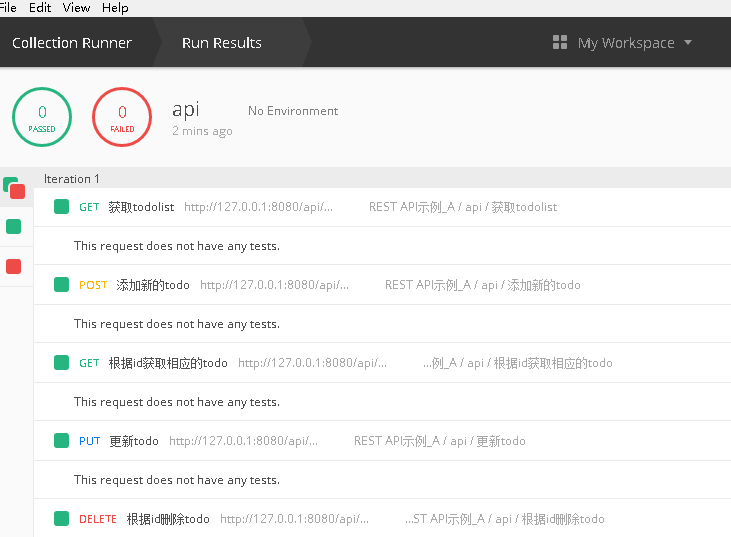 File Edit View Help
Collection Runner Run Results My Workspace
0 PASSED
0 FAILED
api No Environment
2 mins ago
Iteration 1
GET 获取todolist http://127.0.0.1:8080/api/... REST API示例_A / api / 获取todolist
This request does not have any tests.
POST 添加新的todo http://127.0.0.1:8080/api/... REST API示例_A / api / 添加新的todo
This request does not have any tests.
GET 根据id获取相应的todo http://127.0.0.1:8080/api/... ...例_A / api / 根据id获取相应的todo
This request does not have any tests.
PUT 更新todo http://127.0.0.1:8080/api/... REST API示例_A / api / 更新todo
This request does not have any tests.
DELETE 根据id删除todo http://127.0.0.1:8080/api/... ...ST API示例_A / api / 根据id删除todo